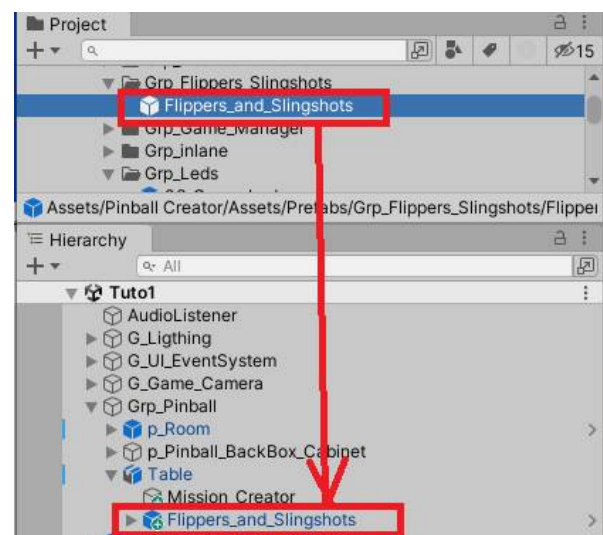 Project
15
Grp_Flippers_Slingshots
Flippers_and_Slingshots
Grp_Game_Manager
Grp_inlane
Grp_Leds
Assets/Pinball Creator/Assets/Prefabs/Grp_Flippers_Slingshots/Flipper
Hierarchy
All
Tuto1
AudioListener
G_Ligthing
G_UI_EventSystem
G_Game_Camera
Grp_Pinball
p_Room
p_Pinball_BackBox_Cabinet
Table
Mission_Creator
Flippers_and_Slingshots